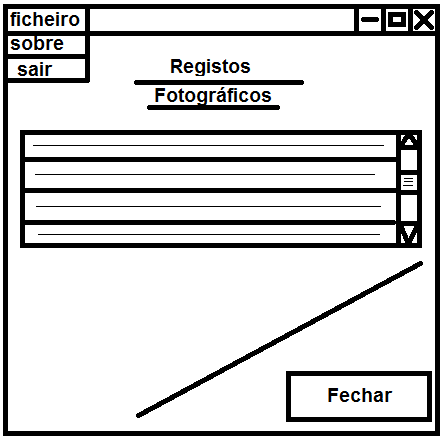 ficheiro
sobre
sair
Registos
Fotográficos
Fechar